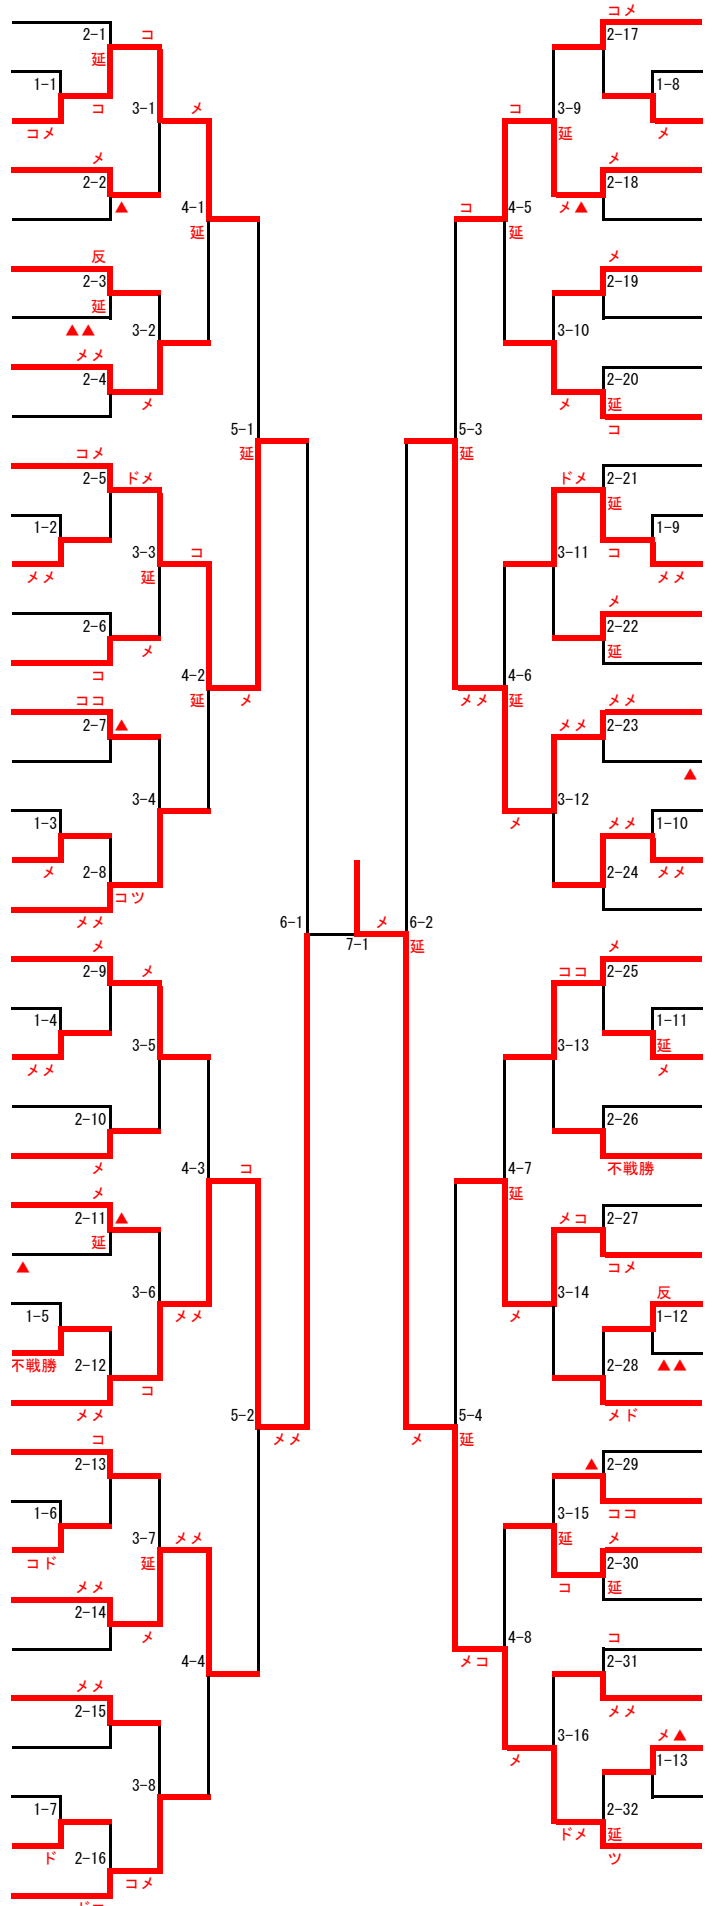 コメ
2-1 コ 2-17
延
1-1 1-8
コ 3-1 メ コ 3-9
コメ 延 メ
メ メ
2-2 2-18
▲ 4-1 コ 4-5 メ▲
延 延
反 メ
2-3 2-19
延
▲▲ 3-2 3-10
メメ
2-4 2-20
メ メ 延
5-1 5-3 コ
コメ 延 延
2-5 ドメ ドメ 2-21
延
1-2 1-9
3-3 コ 3-11 コ
メメ 延 メメ
メ
2-6 2-22
メ 延
コ 4-2 4-6
ココ 延 メ メメ 延 メメ
2-7 ▲ メメ 2-23
▲
3-4 3-12
1-3 メ メメ 1-10
メ 2-8 2-24 メメ
コツ
メメ 6-1 メ 6-2
メ 7-1 延 メ
2-9 メ ココ 2-25
1-4 1-11
3-5 3-13 延
メメ メ
2-10 2-26
メ 4-3 コ 4-7 不戦勝
メ 延
2-11 ▲ メコ 2-27
延
▲ コメ
3-6 3-14 反
1-5 メメ メ 1-12
不戦勝 2-12 2-28 ▲▲
コ
メメ 5-2 5-4 メド
コ メメ メ 延
2-13 ▲ 2-29
1-6 3-15 ココ
3-7 メメ 延 メ
コド 延 2-30
メメ コ 延
2-14
メ 4-8 コ
4-4 メコ 2-31
メメ
2-15 メメ
3-16 メ▲
メ 1-13
3-8
1-7 2-32
ド ドメ 延
2-16 ツ
コメ